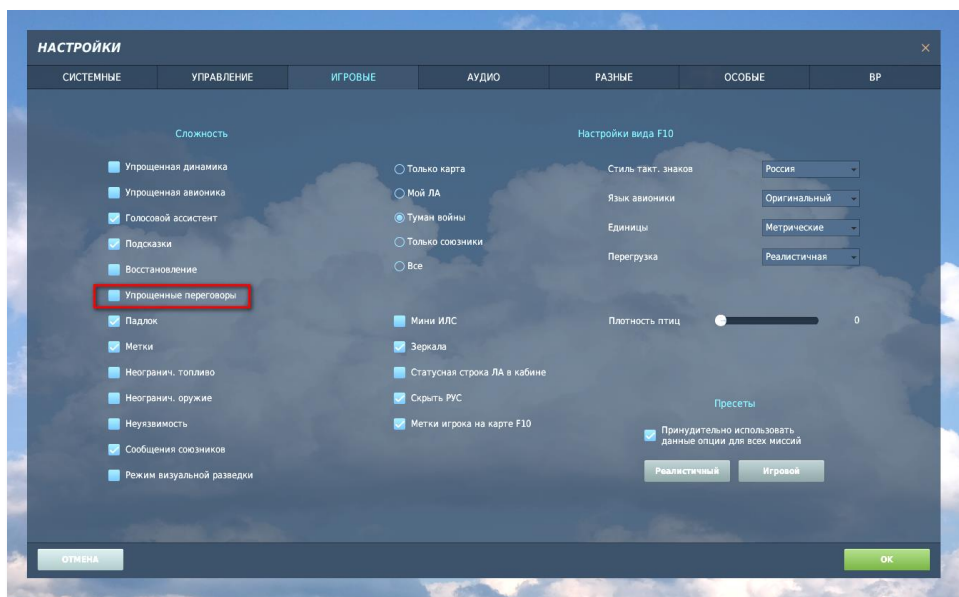 НАСТРОЙКИ
×
СИСТЕМНЫЕ
УПРАВЛЕНИЕ
ИГРОВЫЕ
АУДИО
РАЗНЫЕ
ОСОБЫЕ
ВР
Сложность
Упрощенная динамика
Упрощенная авионика
Голосовой ассистент
Подсказки
Восстановление
Упрощенные переговоры
Падлок
Метки
Неогранич. топливо
Неогранич. оружие
Неуязвимость
Сообщения союзников
Режим визуальной разведки
Только карта
Мой ЛА
Туман войны
Только союзники
Все
Мини ИЛС
Зеркала
Статусная строка ЛА в кабине
Скрыть РУС
Метки игрока на карте F10
Настройки вида F10
Стиль такт. знаков
Россия
Язык авионики
Оригинальный
Единицы
Метрические
Перегрузка
Реалистичная
Плотность птиц
0
Пресеты
Принудительно использовать
данные опции для всех миссий
Реалистичный
Игровой
ОТМЕНА
ОК